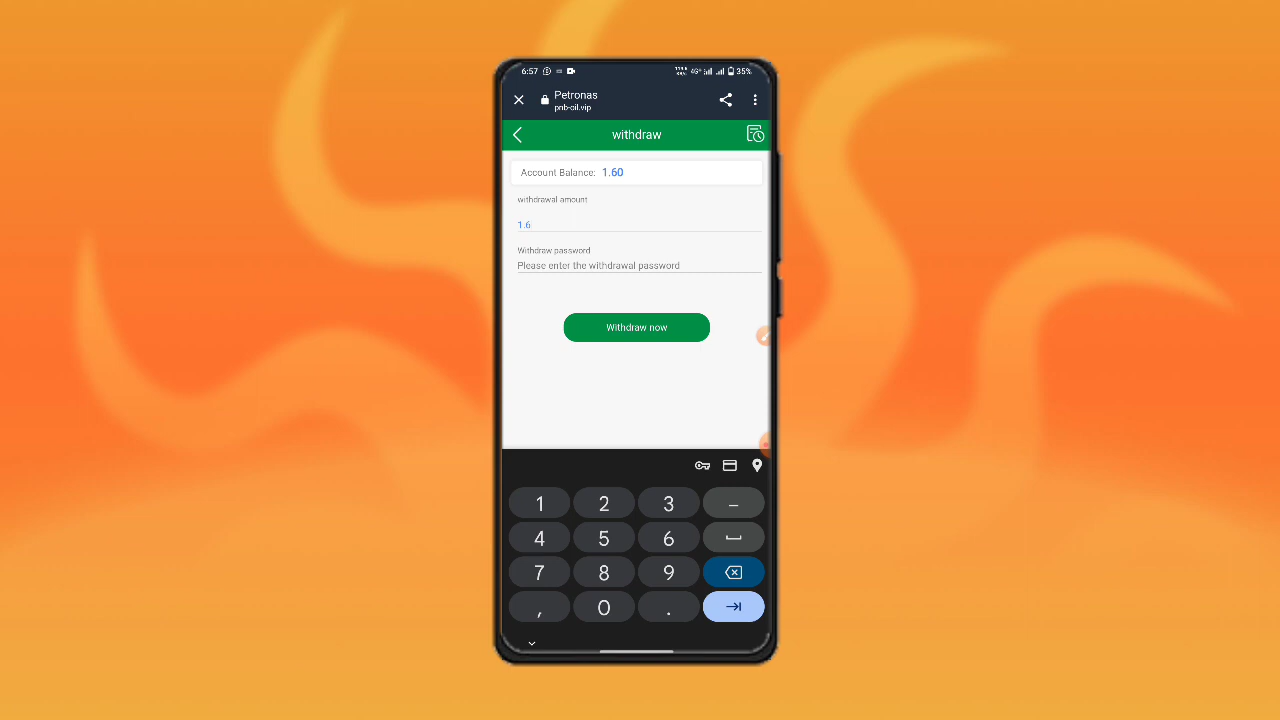 6:57
4G+
35%
Petronas
pnb-oil.vip
withdraw
Account Balance: 1.60
withdrawal amount
1.6
Withdraw password
Please enter the withdrawal password
Withdraw now
1 2 3 –
4 5 6
7 8 9
, 0 .